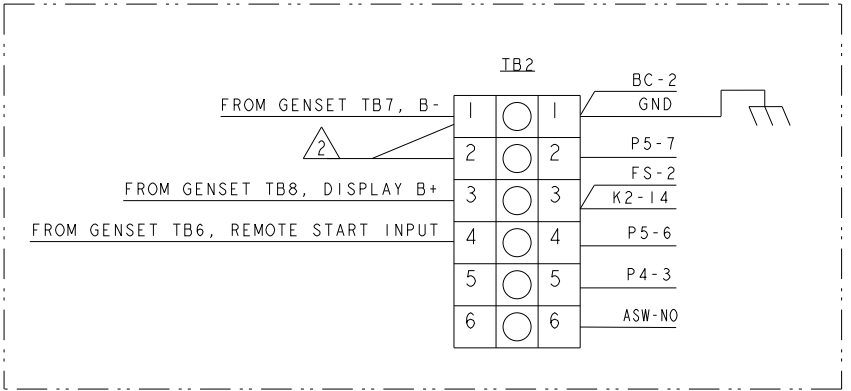 TB2
BC-2
FROM GENSET TB7, B- 1 1 GND
2 2 2 P5-7
FS-2
FROM GENSET TB8, DISPLAY B+ 3 3 K2-14
FROM GENSET TB6, REMOTE START INPUT 4 4 P5-6
5 5 P4-3
6 6 ASW-NO